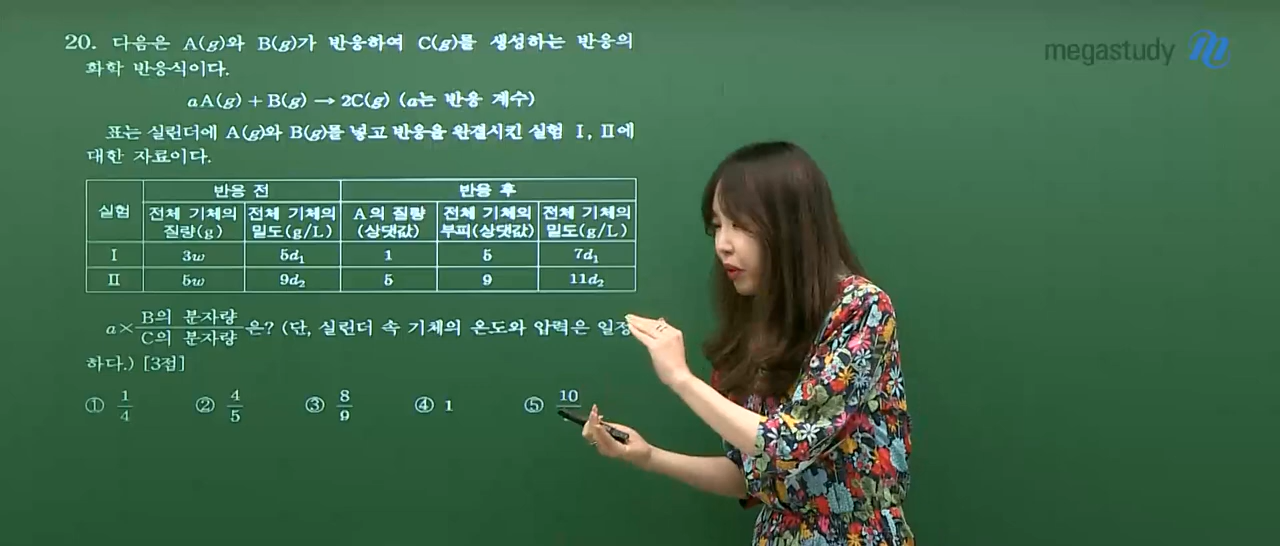 megastudy
20. 다음은 A(g)와 B(g)가 반응하여 C(g)를 생성하는 반응의
화학 반응식이다.
aA(g) + B(g) → 2C(g) (a는 반응 계수)
표는 실린더에 A(g)와 B(g)를 넣고 반응을 완결시킨 실험 Ⅰ, Ⅱ에
대한 자료이다.
실험 반응 전 반응 후
전체 기체의 질량(g) 전체 기체의 밀도(g/L) A의 질량(상댓값) 전체 기체의 부피(상댓값) 전체 기체의 밀도(g/L)
Ⅰ 3w 5d₁ 1 5 7d₁
Ⅱ 5w 9d₂ 5 9 11d₂
a × B의 분자량/C의 분자량 은? (단, 실린더 속 기체의 온도와 압력은 일정
하다.) [3점]
① 1/4 ② 4/5 ③ 8/9 ④ 1 ⑤ 10